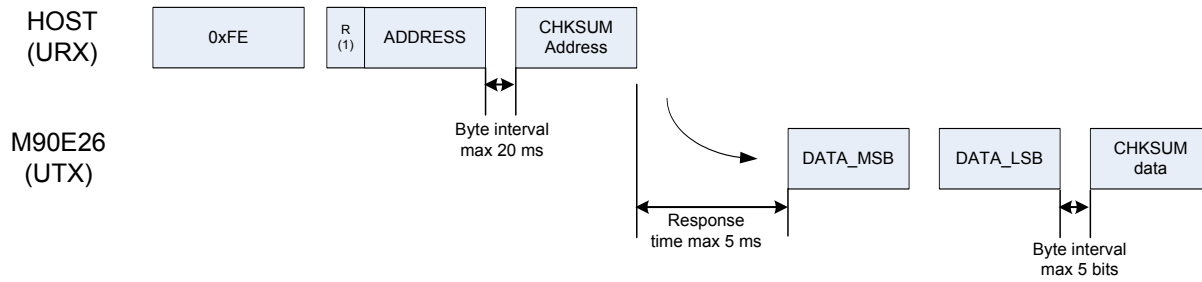 HOST
(URX)
0xFE
R
(1)
ADDRESS
CHKSUM
Address
Byte interval
max 20 ms
M90E26
(UTX)
DATA_MSB
DATA_LSB
CHKSUM
data
Response
time max 5 ms
Byte interval
max 5 bits